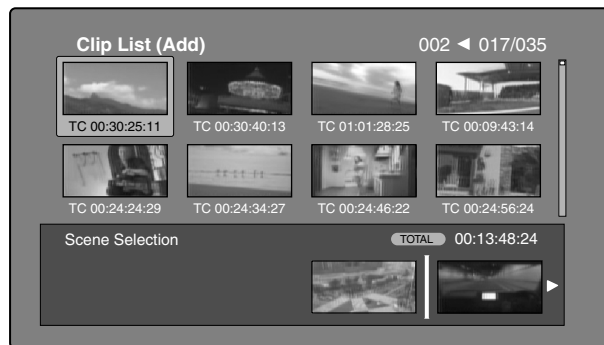 Clip List (Add) 002 ◀ 017/035
TC 00:30:25:11 TC 00:30:40:13 TC 01:01:28:25 TC 00:09:43:14
TC 00:24:24:29 TC 00:24:34:27 TC 00:24:46:22 TC 00:24:56:24
Scene Selection TOTAL 00:13:48:24